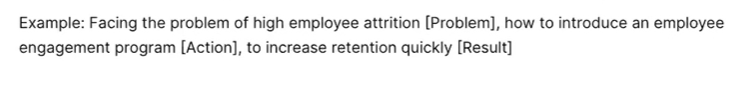 Example: Facing the problem of high employee attrition [Problem], how to introduce an employee
engagement program [Action], to increase retention quickly [Result]